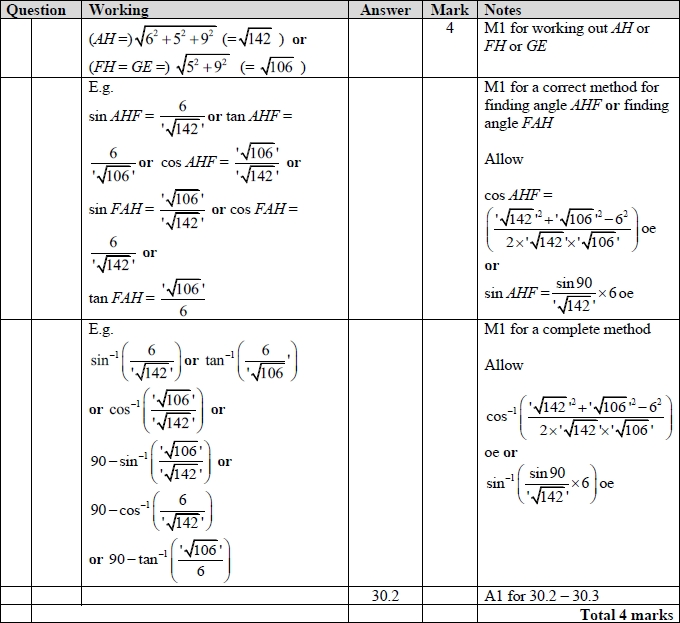 Question Working Answer Mark Notes
(AH =)√(6² + 5² + 9²) (= √142 ) or
(FH = GE =) √(5² + 9²) (= √106 )
4
M1 for working out AH or
FH or GE
E.g.
sin AHF = 6/'√142' or tan AHF =
6/'√106' or cos AHF = '√106'/'√142' or
sin FAH = '√106'/'√142' or cos FAH =
6/'√142' or
tan FAH = '√106'/6
M1 for a correct method for
finding angle AHF or finding
angle FAH
Allow
cos AHF =
(('√142'² + '√106'² − 6²)/(2 × '√142' × '√106')) oe
or
sin AHF = sin 90/'√142' × 6 oe
E.g.
sin⁻¹(6/'√142') or tan⁻¹(6/'√106')
or cos⁻¹('√106'/'√142') or
90 − sin⁻¹('√106'/'√142') or
90 − cos⁻¹(6/'√142')
or 90 − tan⁻¹('√106'/6)
M1 for a complete method
Allow
cos⁻¹(('√142'² + '√106'² − 6²)/(2 × '√142' × '√106'))
oe or
sin⁻¹(sin 90/'√142' × 6) oe
30.2
A1 for 30.2 – 30.3
Total 4 marks